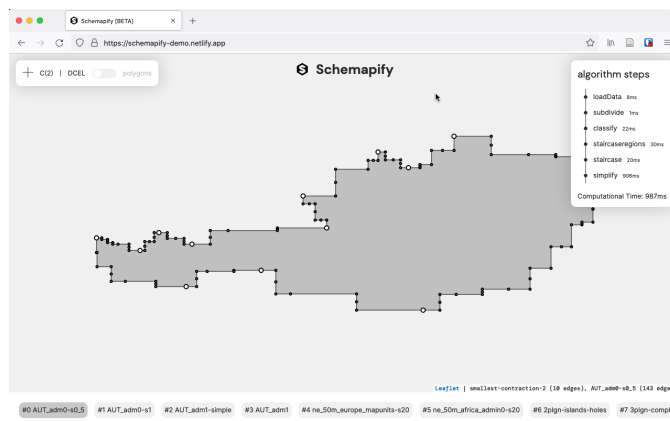 Schemapify [BETA]
https://schemapify-demo.netlify.app
C(2) | DCEL polygons
Schemapify
algorithm steps
loadData 8ms
subdivide 1ms
classify 22ms
staircaseregions 30ms
staircase 20ms
simplify 906ms
Computational Time: 987ms
Leaflet | smallest-contraction-2 (10 edges), AUT_adm0-s0_5 (143 edge
#0 AUT_adm0-s0_5 #1 AUT_adm0-s1 #2 AUT_adm1-simple #3 AUT_adm1 #4 ne_50m_europe_mapunits-s20 #5 ne_50m_africa_admin0-s20 #6 2plgn-islands-holes #7 3plgn-compl